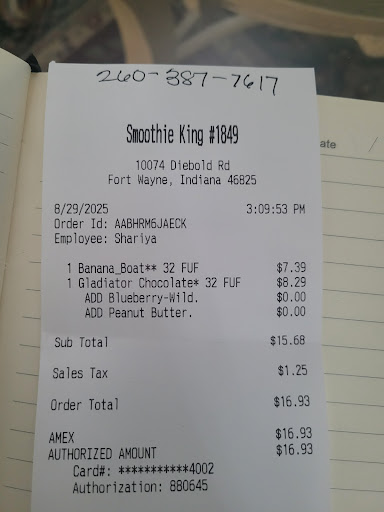 260-387-7617
Smoothie King #1849
10074 Diebold Rd
Fort Wayne, Indiana 46825
ate /
8/29/2025 3:09:53 PM
Order Id: AABHRM6JAECK
Employee: Shariya
1 Banana_Boat** 32 FUF $7.39
1 Gladiator Chocolate* 32 FUF $8.29
ADD Blueberry-Wild. $0.00
ADD Peanut Butter. $0.00
Sub Total $15.68
Sales Tax $1.25
Order Total $16.93
AMEX $16.93
AUTHORIZED AMOUNT $16.93
Card#: ***********4002
Authorization: 880645